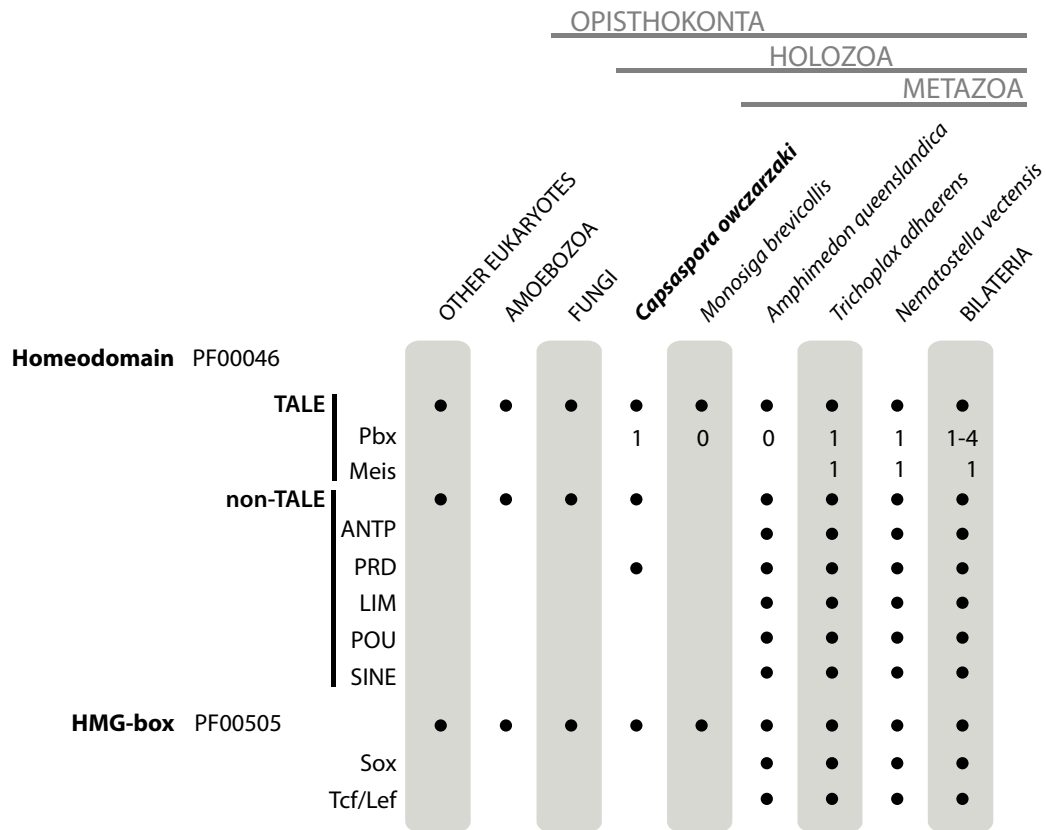 OPISTHOKONTA
HOLOZOA
METAZOA
OTHER EUKARYOTES
AMOEBOZOA
FUNGI
Capsaspora owczarzaki
Monosiga brevicollis
Amphimedon queenslandica
Trichoplax adhaerens
Nematostella vectensis
BILATERIA
Homeodomain PF00046
TALE
Pbx 1 0 0 1 1 1-4
Meis 1 1 1
non-TALE
ANTP
PRD
LIM
POU
SINE
HMG-box PF00505
Sox
Tcf/Lef